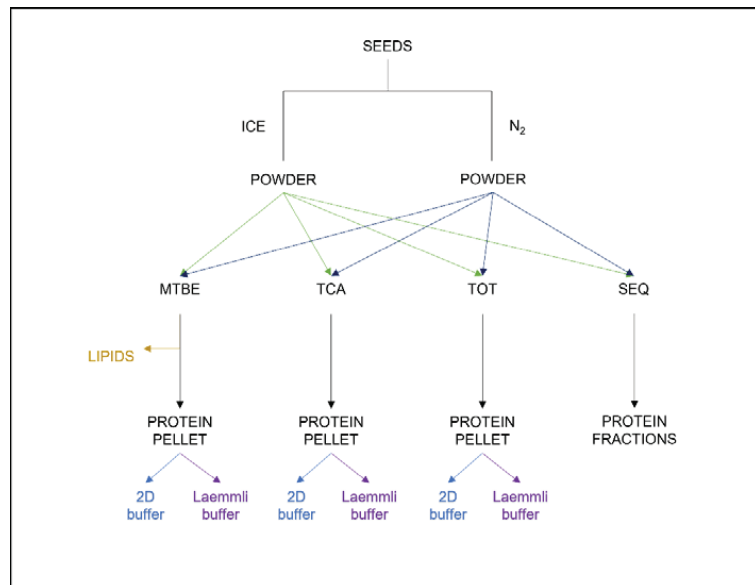 SEEDS
ICE
N₂
POWDER
POWDER
MTBE
TCA
TOT
SEQ
LIPIDS
PROTEIN
PELLET
PROTEIN
PELLET
PROTEIN
PELLET
PROTEIN
FRACTIONS
2D
buffer
Laemmli
buffer
2D
buffer
Laemmli
buffer
2D
buffer
Laemmli
buffer